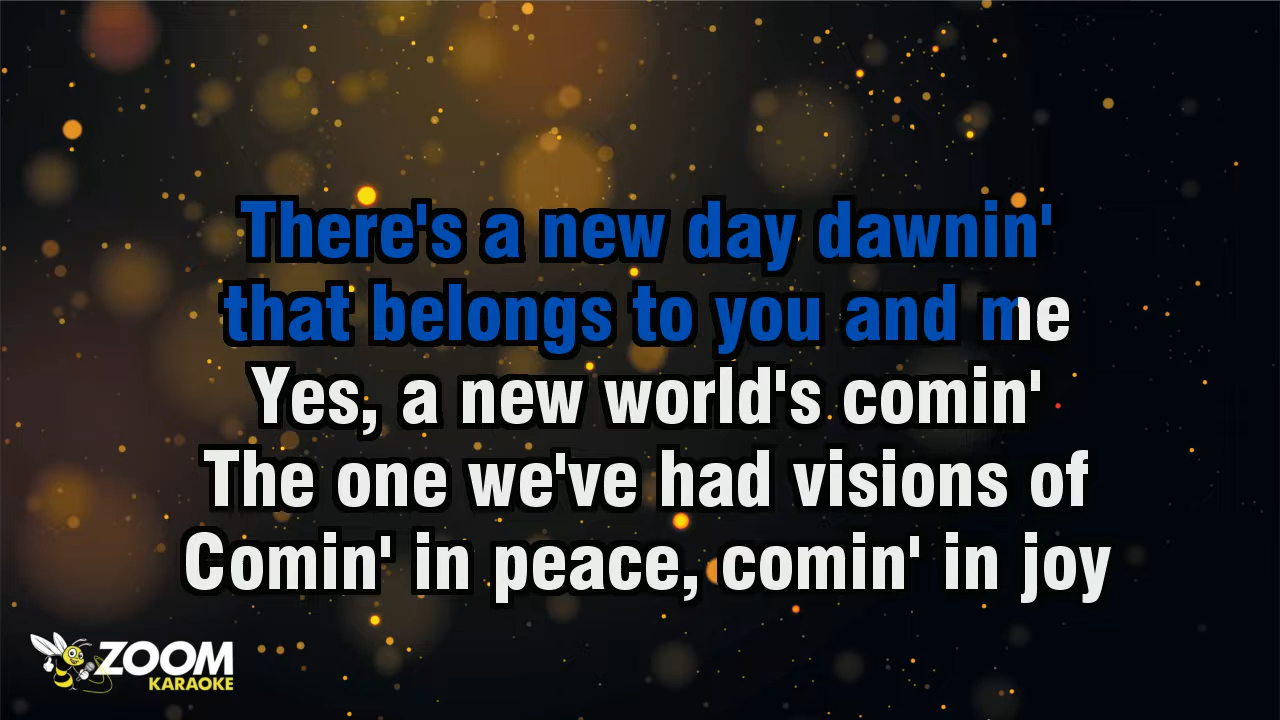 There's a new day dawnin'
that belongs to you and me
Yes, a new world's comin'
The one we've had visions of
Comin' in peace, comin' in joy
ZOOM
KARAOKE